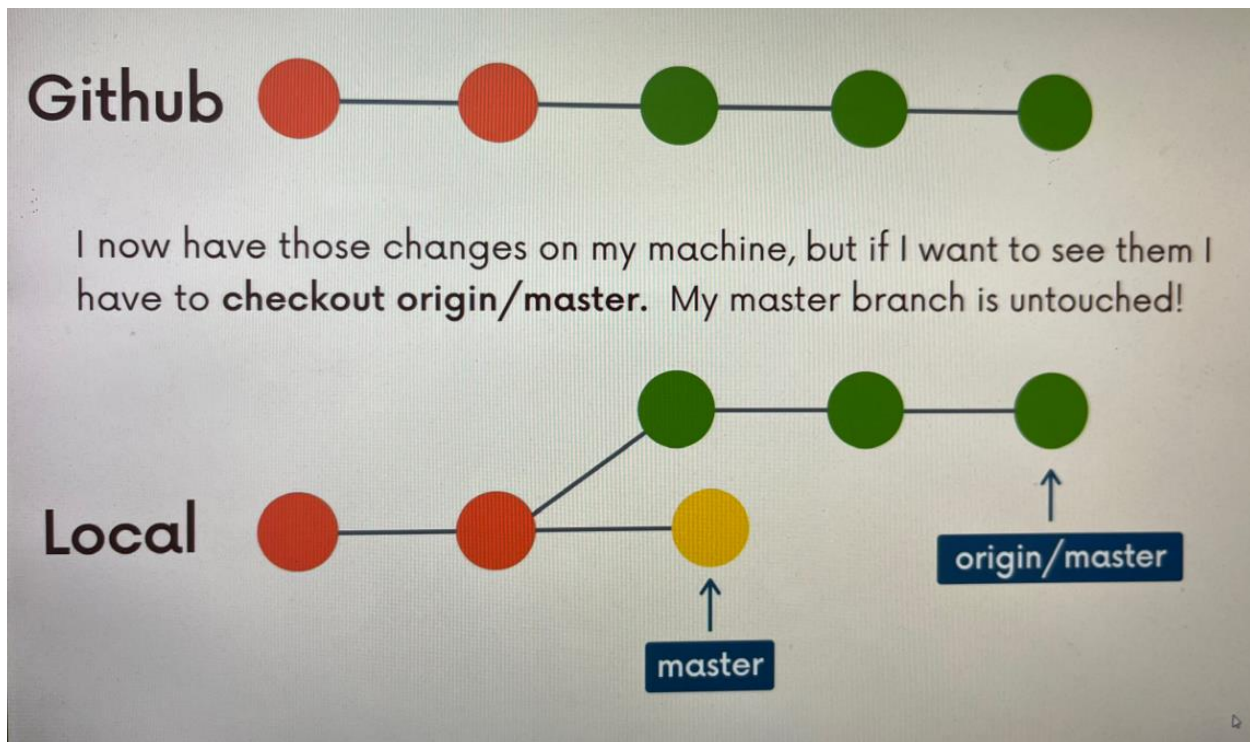 Github
I now have those changes on my machine, but if I want to see them I
have to checkout origin/master. My master branch is untouched!
Local
origin/master
master